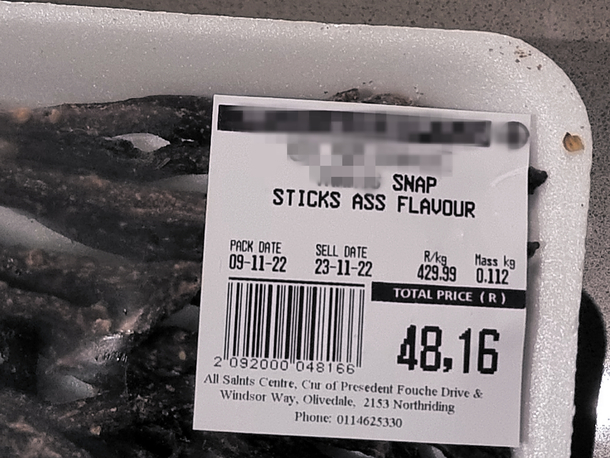 SNAP
STICKS ASS FLAVOUR
PACK DATE SELL DATE R/kg Mass kg
09-11-22 23-11-22 429.99 0.112
TOTAL PRICE (R)
48,16
2 092000 048166
All Saints Centre, Cnr of Presedent Fouche Drive &
Windsor Way, Olivedale, 2153 Northriding
Phone: 0114625330